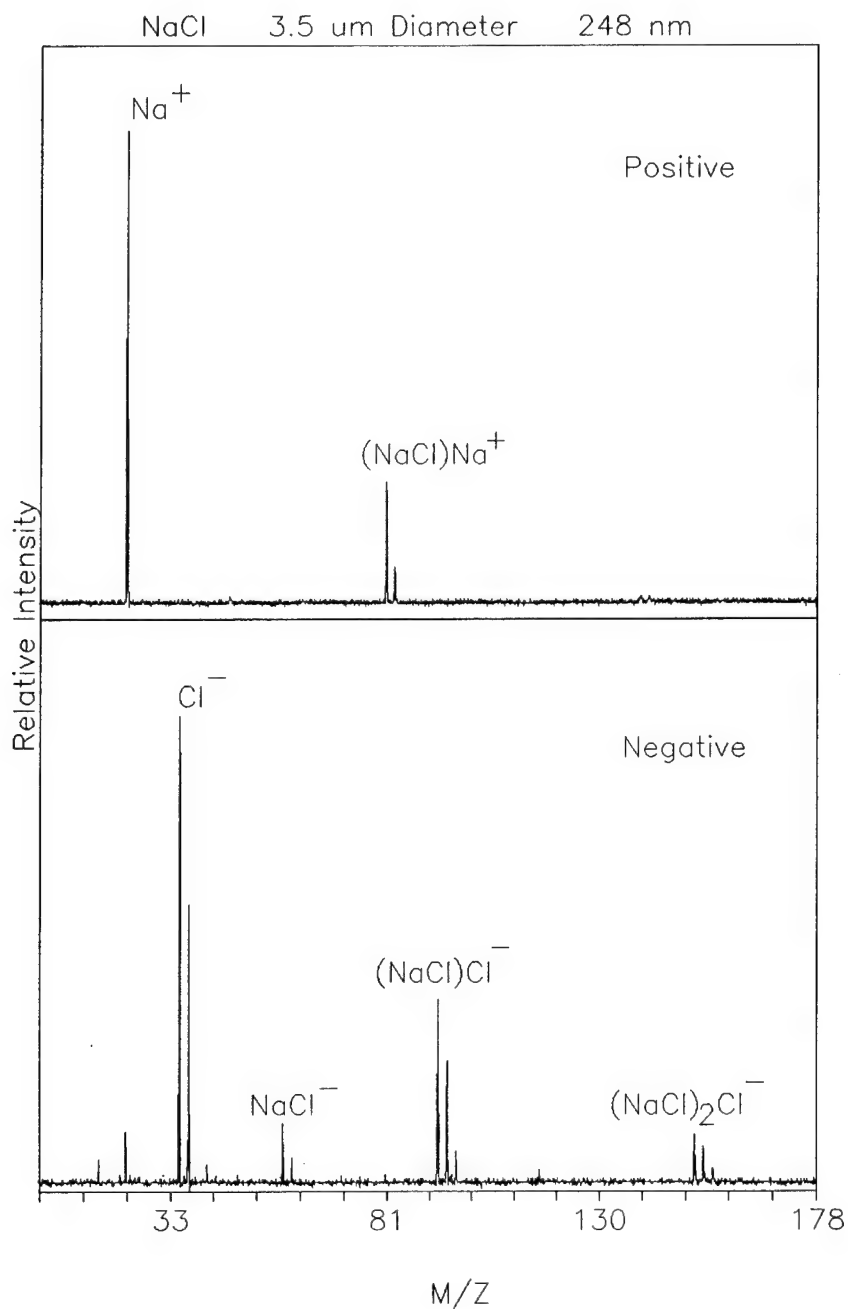 NaCl 3.5 um Diameter 248 nm
Na+
Positive
(NaCl)Na+
Relative Intensity
Cl−
Negative
(NaCl)Cl−
NaCl−
(NaCl)2Cl−
33 81 130 178
M/Z